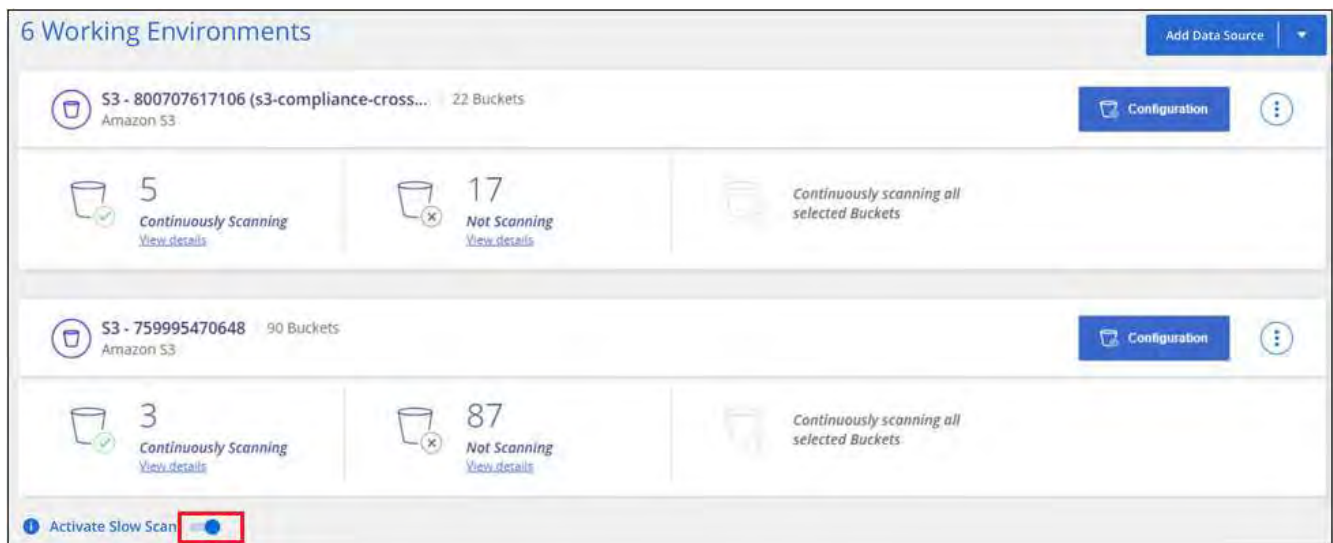 6 Working Environments
Add Data Source
S3 - 800707617106 (s3-compliance-cross... 22 Buckets
Amazon S3
Configuration
5
Continuously Scanning
View details
17
Not Scanning
View details
Continuously scanning all
selected Buckets
S3 - 759995470648 90 Buckets
Amazon S3
Configuration
3
Continuously Scanning
View details
87
Not Scanning
View details
Continuously scanning all
selected Buckets
Activate Slow Scan